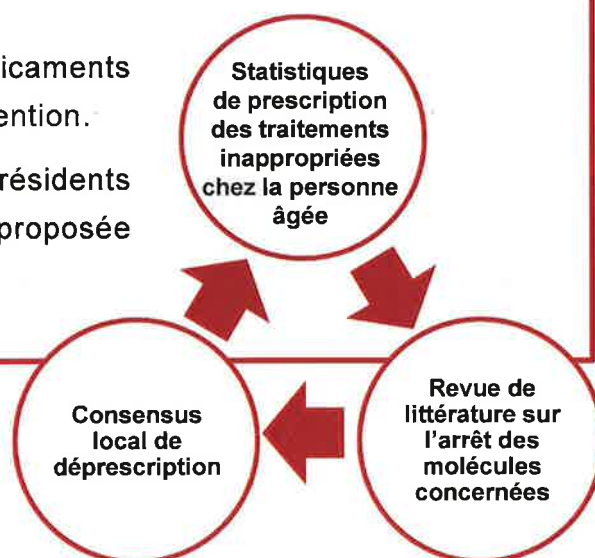 icaments
ention.
résidents
proposée
Statistiques
de prescription
des traitements
inappropriées
chez la personne
âgée
Revue de
littérature sur
l'arrêt des
molécules
concernées
Consensus
local de
déprescription